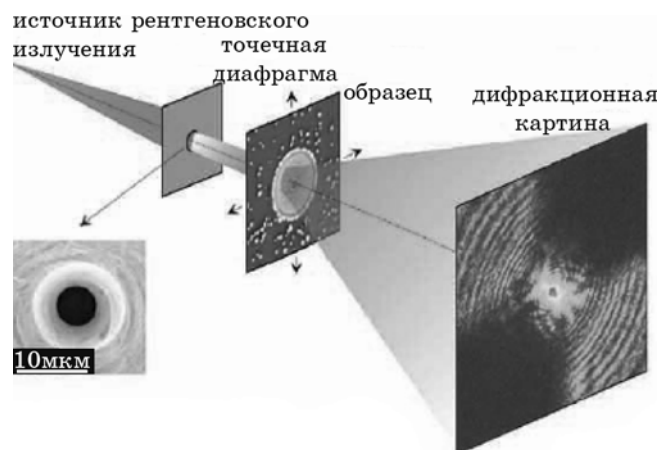 источник рентгеновского
излучения
точечная
диафрагма
образец
дифракционная
картина
10мкм